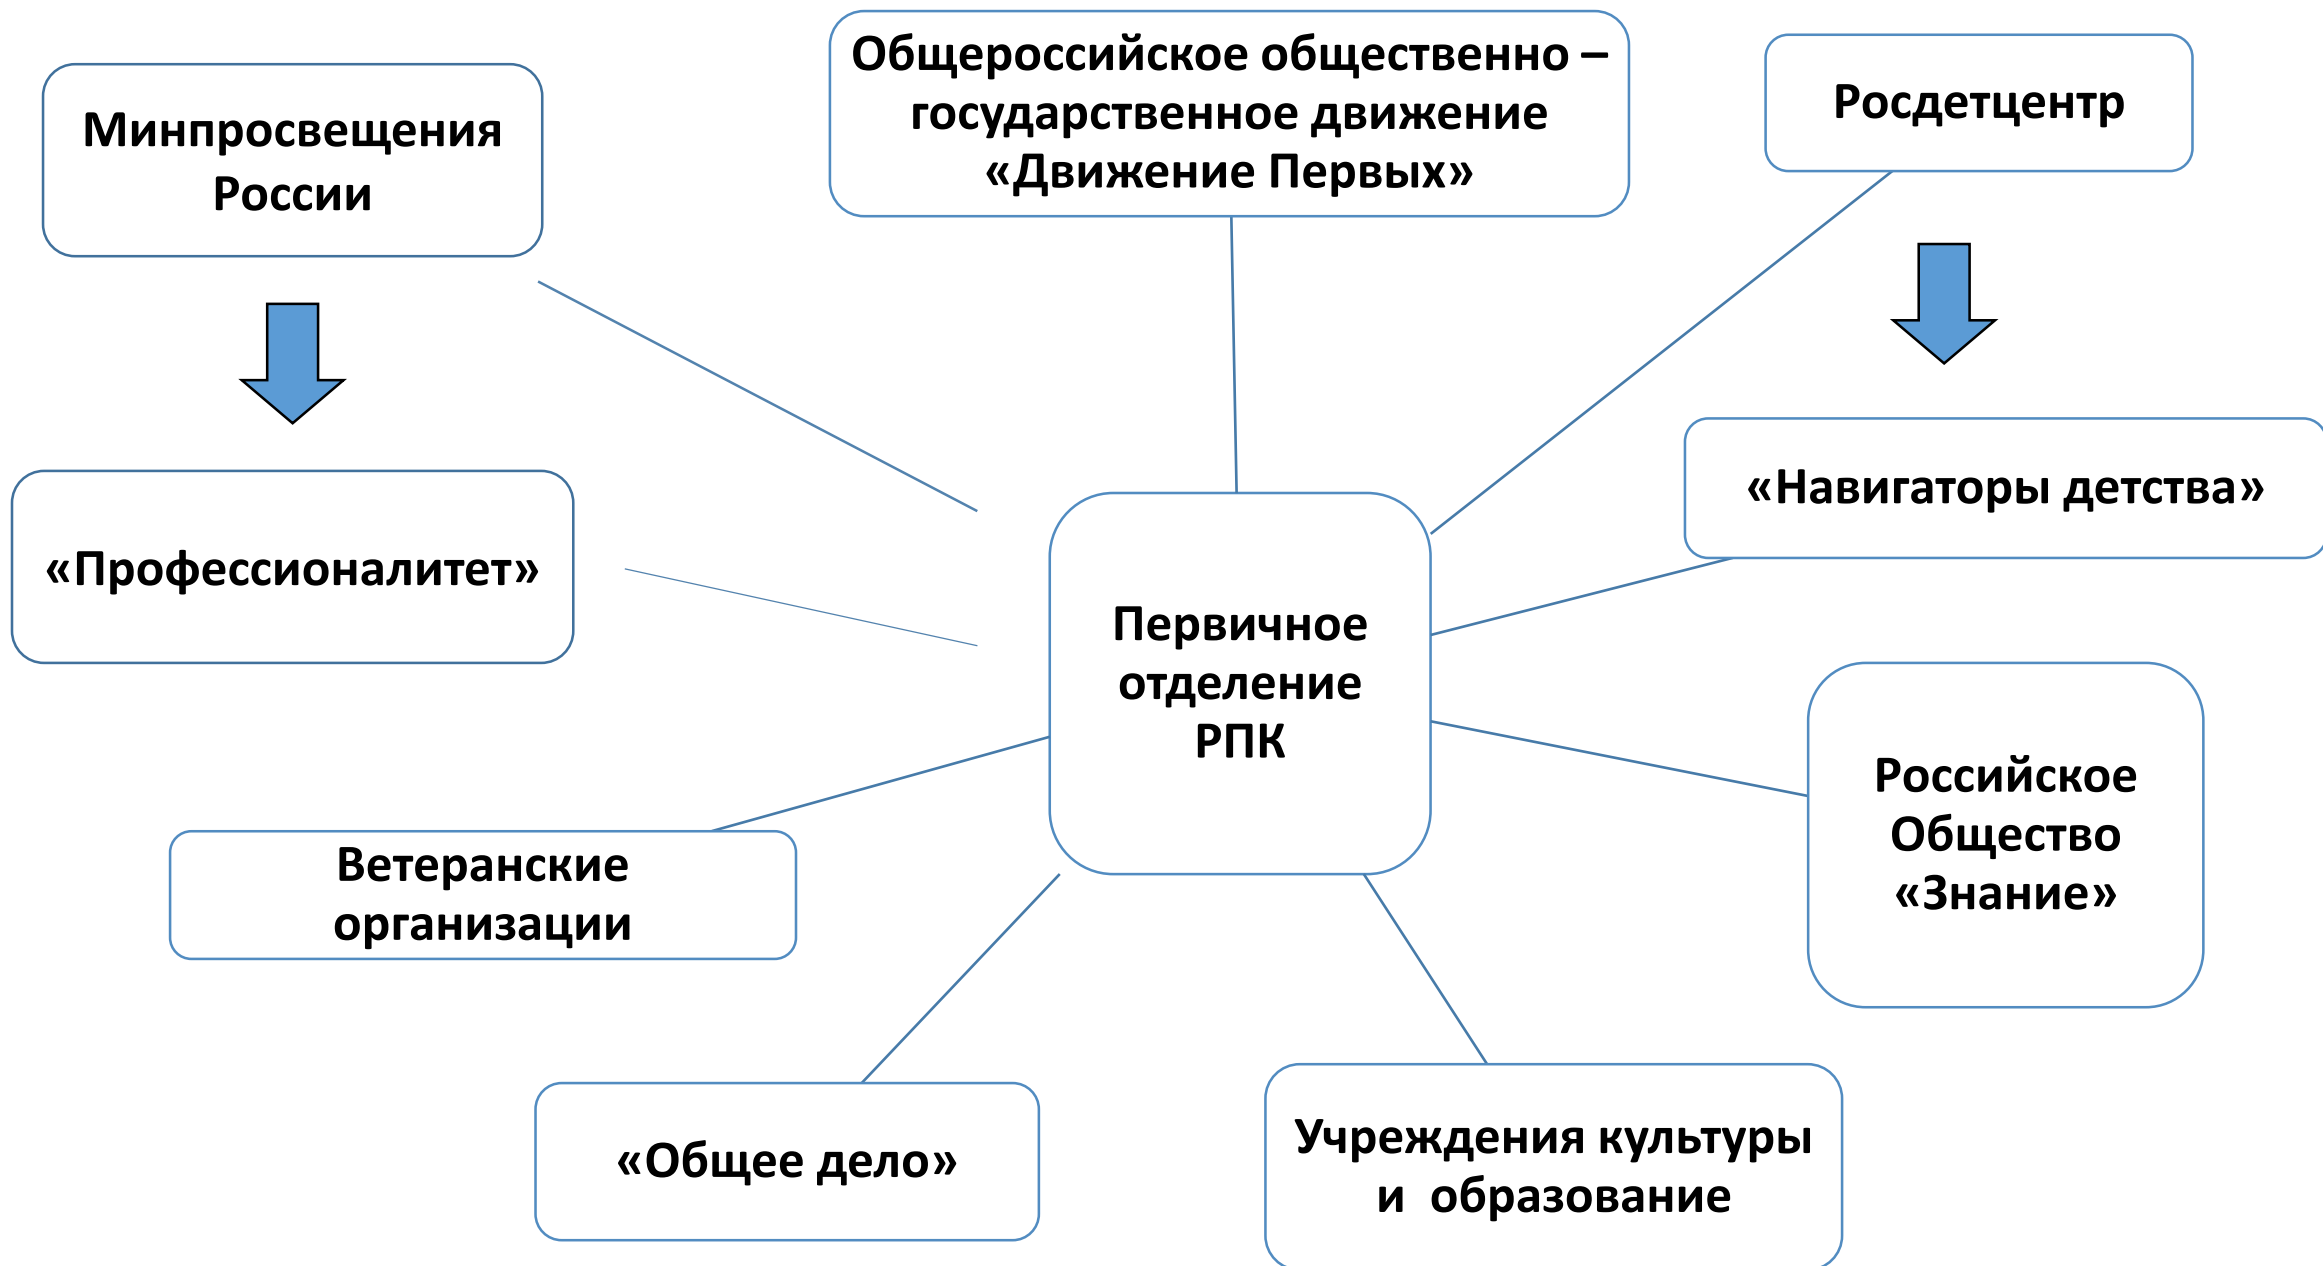 Минпросвещения
России
Общероссийское общественно –
государственное движение
«Движение Первых»
Росдетцентр
«Профессионалитет»
«Навигаторы детства»
Первичное
отделение
РПК
Российское
Общество
«Знание»
Ветеранские
организации
«Общее дело»
Учреждения культуры
и  образование